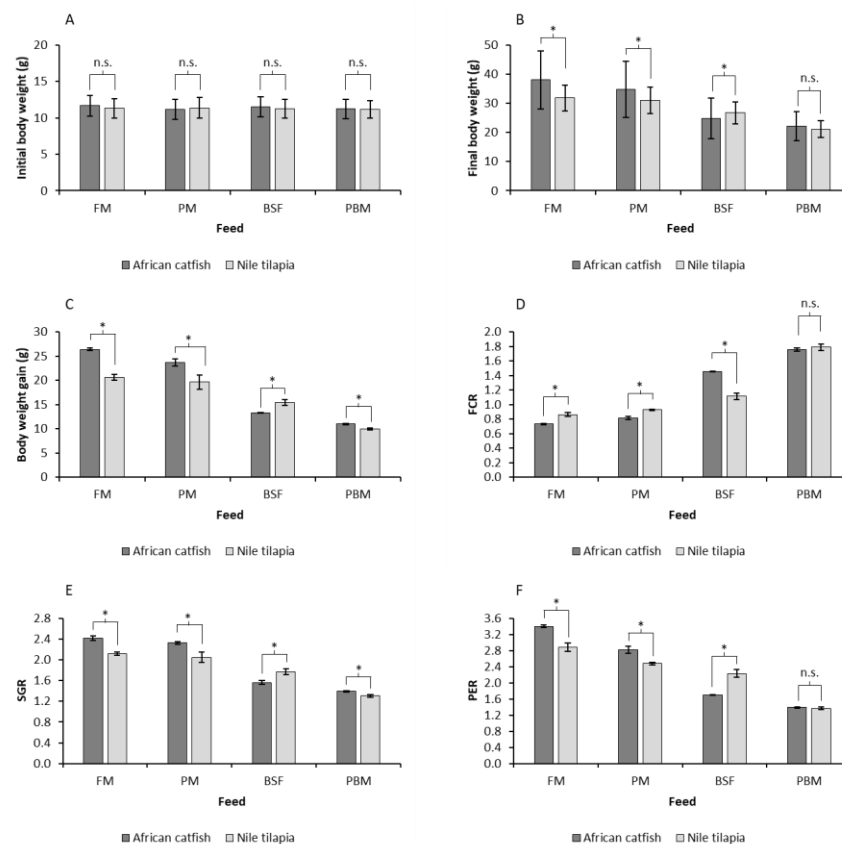 A
Initial body weight (g)
20
15
10
5
0
n.s. n.s. n.s. n.s.
FM PM BSF PBM
Feed
African catfish Nile tilapia
B
Final body weight (g)
50
40
30
20
10
0
* * * n.s.
FM PM BSF PBM
Feed
African catfish Nile tilapia
C
Body weight gain (g)
30
25
20
15
10
5
0
* * * *
FM PM BSF PBM
Feed
African catfish Nile tilapia
D
FCR
2.0
1.8
1.6
1.4
1.2
1.0
0.8
0.6
0.4
0.2
0.0
* * * n.s.
FM PM BSF PBM
Feed
African catfish Nile tilapia
E
SGR
2.8
2.4
2.0
1.6
1.2
0.8
0.4
0.0
* * * *
FM PM BSF PBM
Feed
African catfish Nile tilapia
F
PER
3.6
3.2
2.8
2.4
2.0
1.6
1.2
0.8
0.4
0.0
* * * n.s.
FM PM BSF PBM
Feed
African catfish Nile tilapia